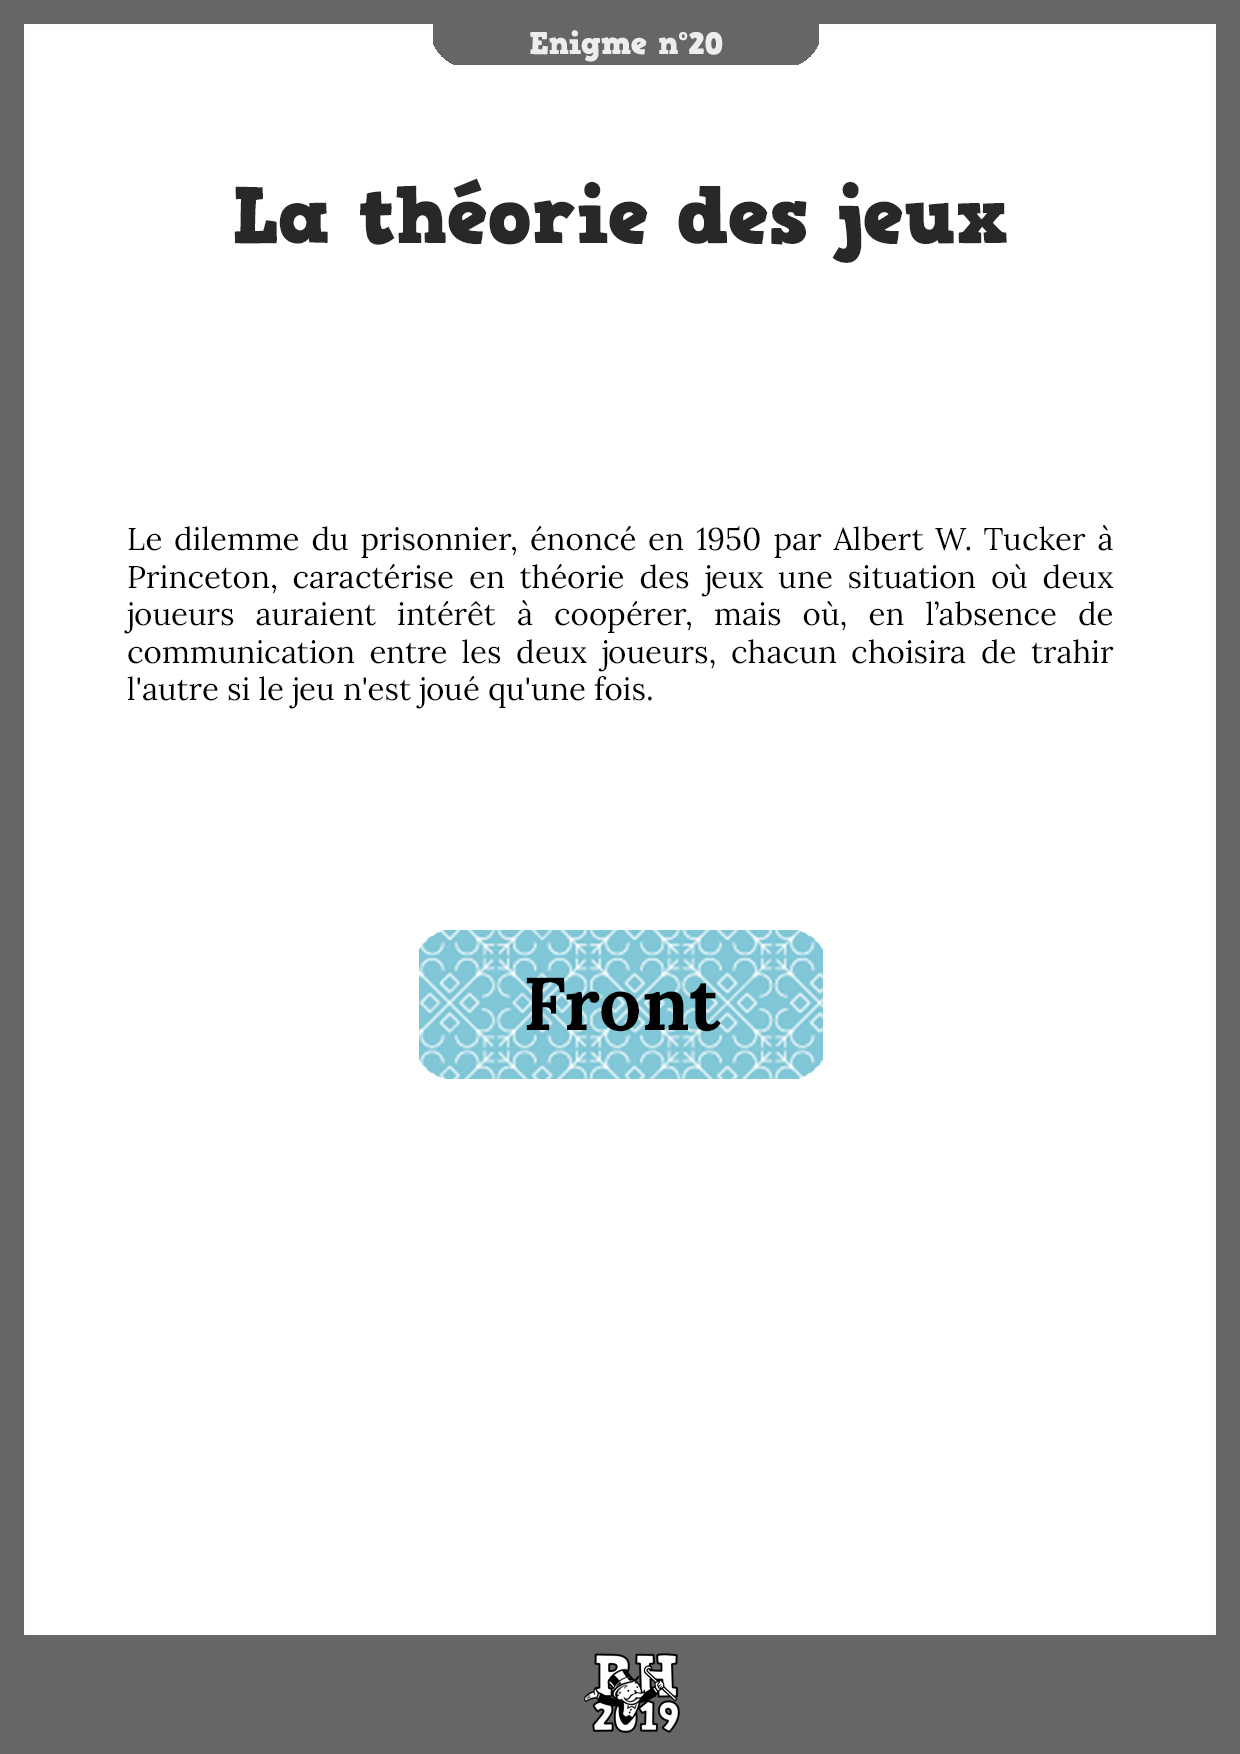 Enigme n°20
La théorie des jeux
Le dilemme du prisonnier, énoncé en 1950 par Albert W. Tucker à
Princeton, caractérise en théorie des jeux une situation où deux
joueurs auraient intérêt à coopérer, mais où, en l’absence de
communication entre les deux joueurs, chacun choisira de trahir
l'autre si le jeu n'est joué qu'une fois.
Front
RH
2019